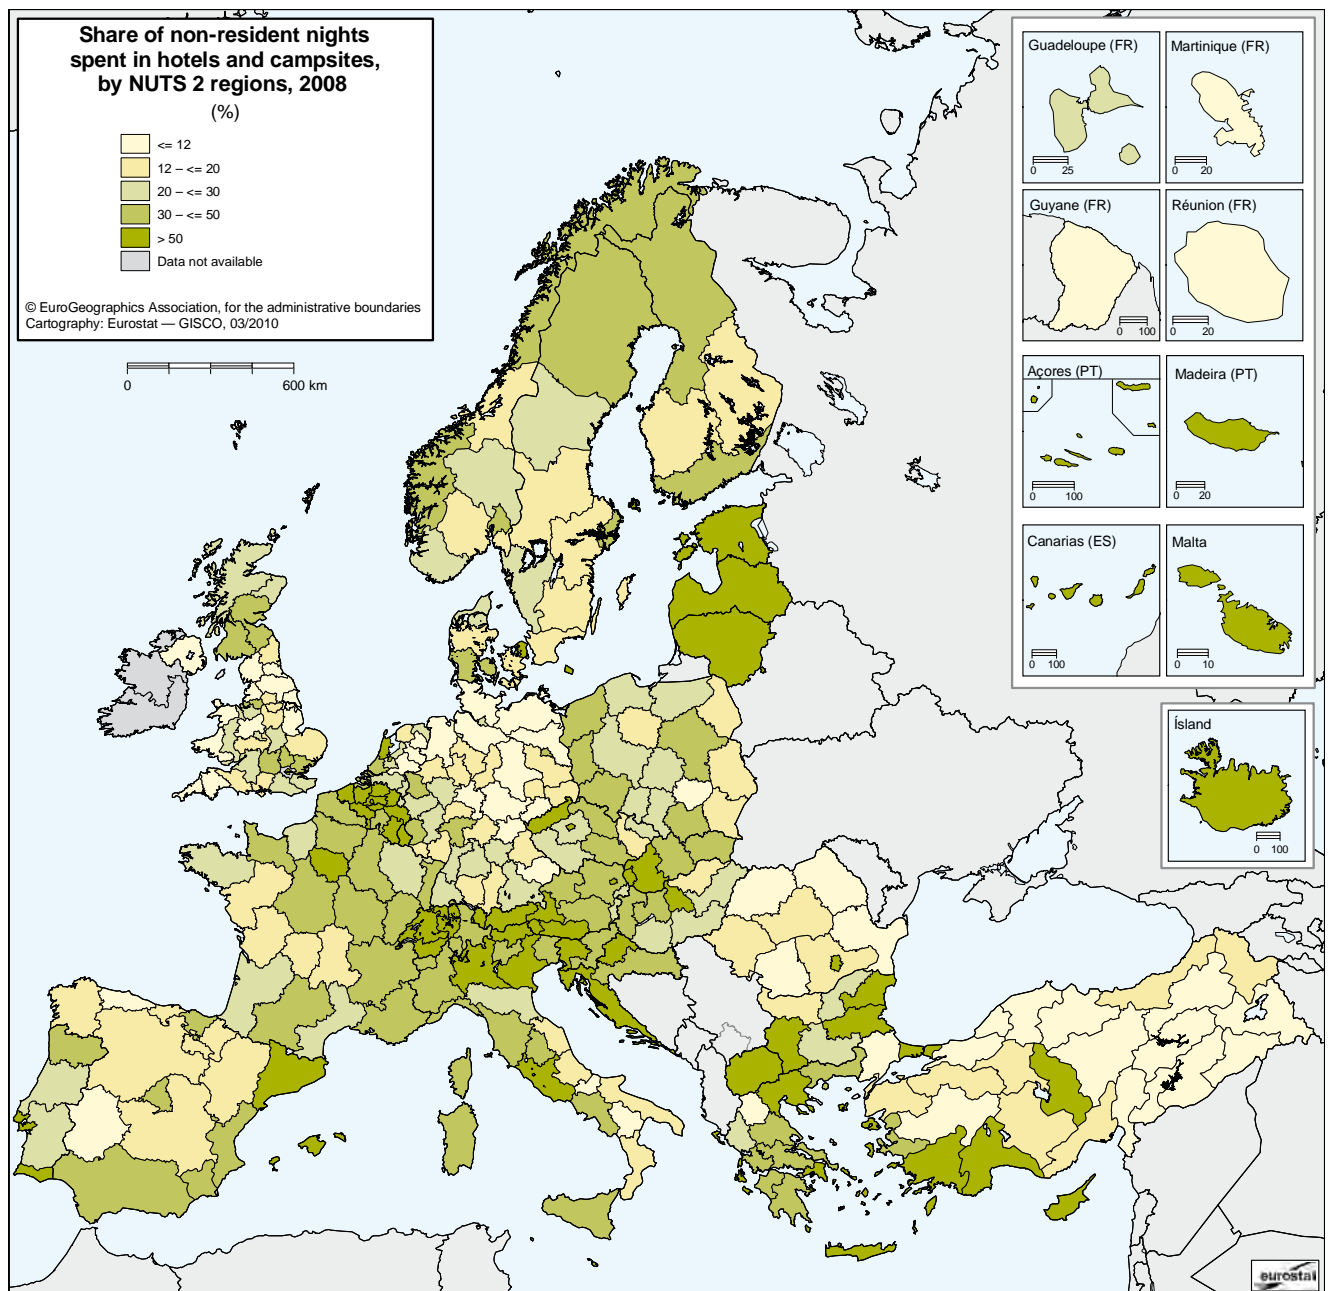 Share of non-resident nights
spent in hotels and campsites,
by NUTS 2 regions, 2008
(%)
<= 12
12 – <= 20
20 – <= 30
30 – <= 50
> 50
Data not available
© EuroGeographics Association, for the administrative boundaries
Cartography: Eurostat — GISCO, 03/2010
0 600 km
Guadeloupe (FR)
0 25
Martinique (FR)
0 20
Guyane (FR)
0 100
Réunion (FR)
0 20
Açores (PT)
0 100
Madeira (PT)
0 20
Canarias (ES)
0 100
Malta
0 10
Ísland
0 100
eurostat